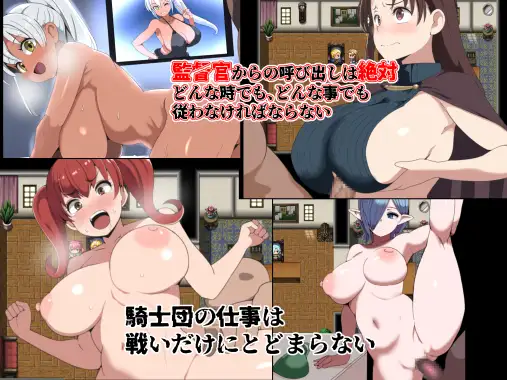 監督官からの呼び出しは絶対
どんな時でも、どんな事でも
従わなければならない
騎士団の仕事は
戦いだけにとどまらない